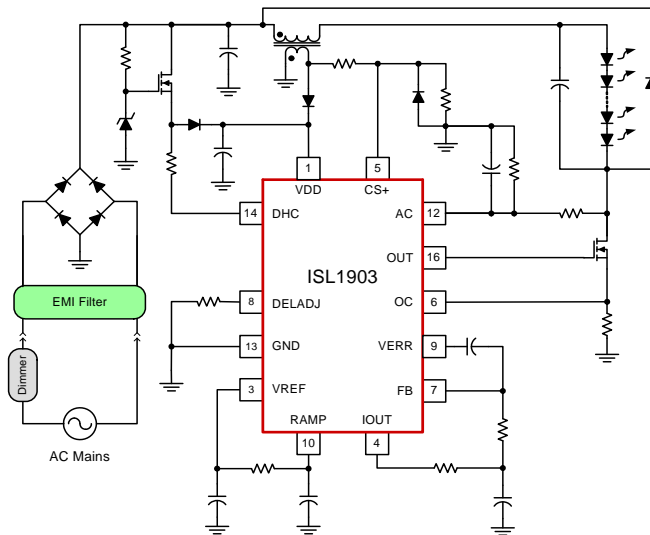 1
5
VDD
CS+
14
DHC
AC
12
OUT
16
ISL1903
EMI Filter
8
DELADJ
OC
6
Dimmer
13
GND
VERR
9
3
VREF
FB
7
RAMP
IOUT
10
4
AC Mains